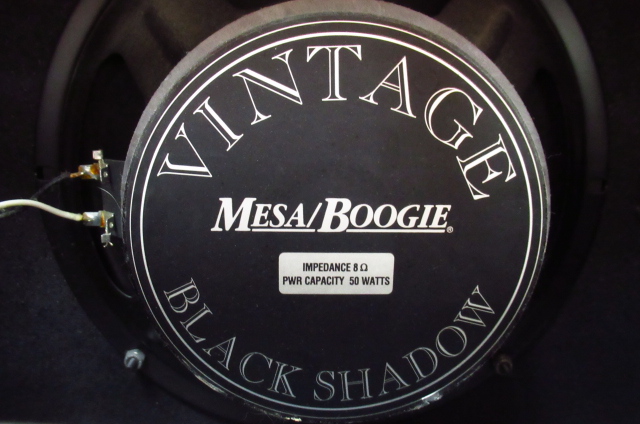 VINTAGE
MESA/BOOGIE®
IMPEDANCE 8 Ω
PWR CAPACITY 50 WATTS
BLACK SHADOW